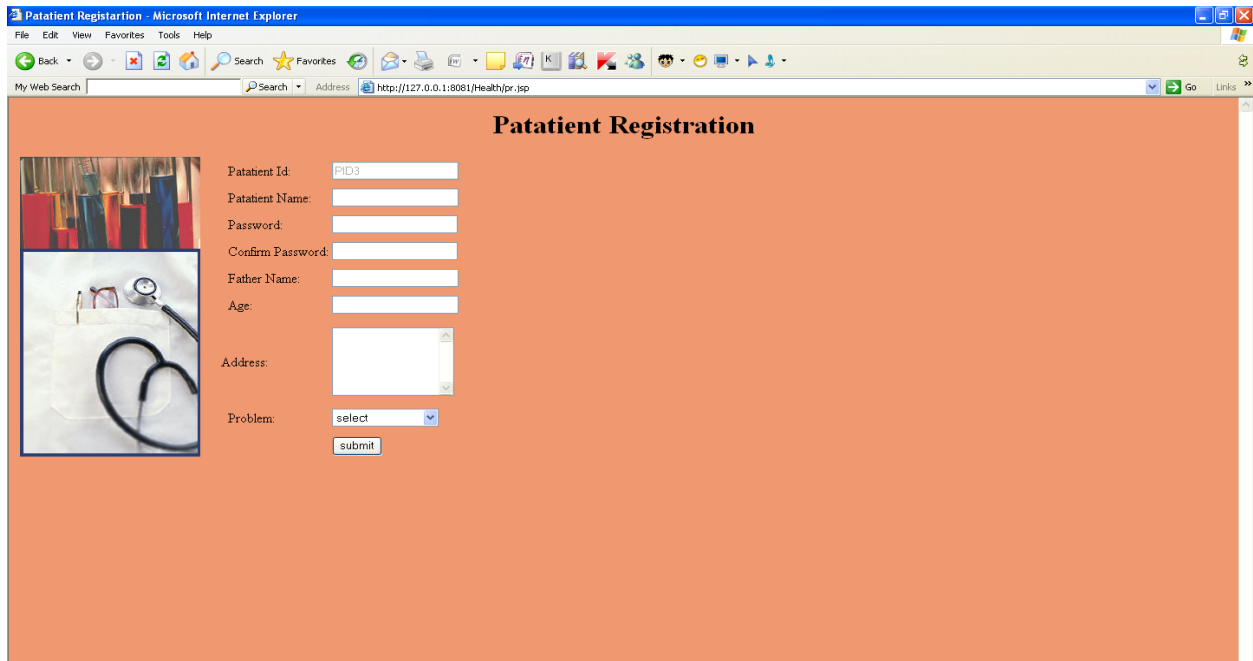 Patatient Registartion - Microsoft Internet Explorer
File Edit View Favorites Tools Help
Back Search Favorites
My Web Search Search Address http://127.0.0.1:8081/Health/pr.jsp Go Links »
Patatient Registration
Patatient Id: PID3
Patatient Name:
Password:
Confirm Password:
Father Name:
Age:
Address:
Problem: select
submit